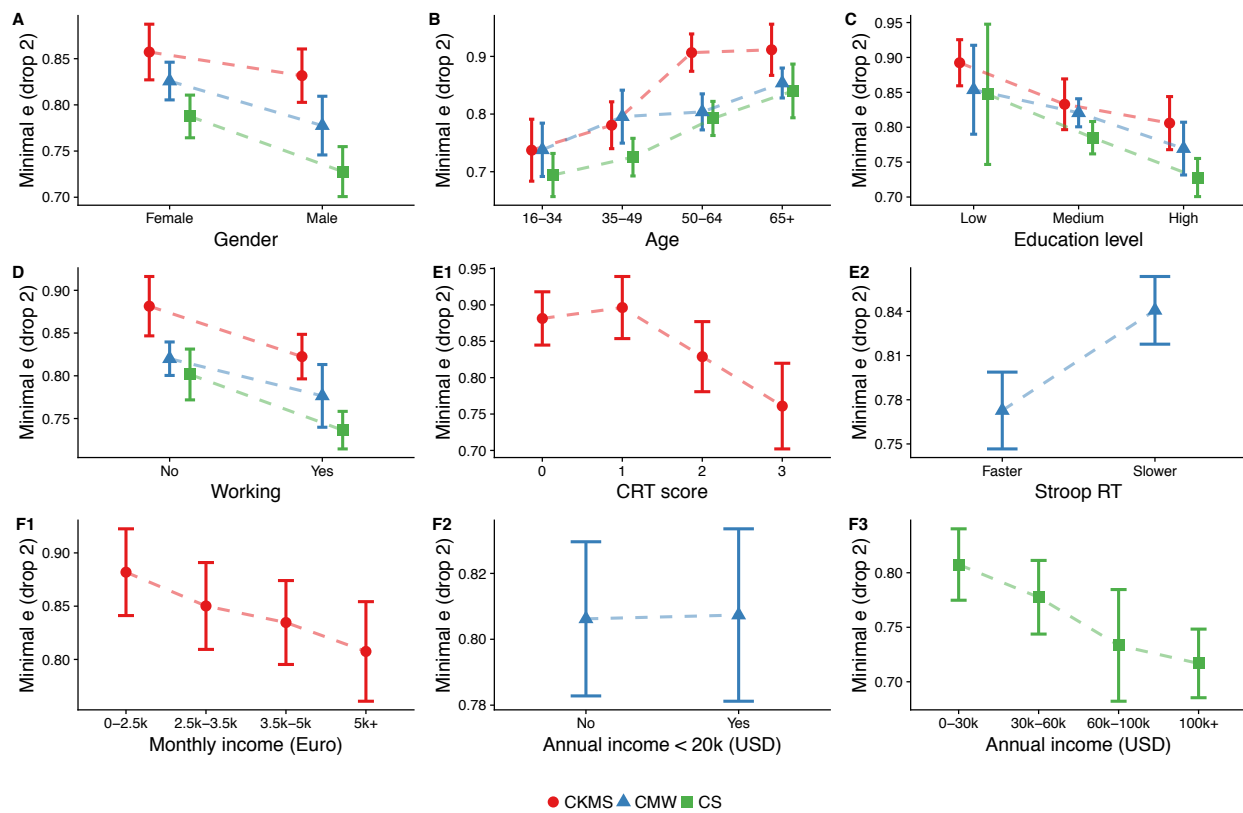 A
Minimal e (drop 2)
0.85
0.80
0.75
0.70
Female Male
Gender
B
Minimal e (drop 2)
0.9
0.8
0.7
16–34 35–49 50–64 65+
Age
C
Minimal e (drop 2)
0.95
0.90
0.85
0.80
0.75
0.70
Low Medium High
Education level
D
Minimal e (drop 2)
0.90
0.85
0.80
0.75
No Yes
Working
E1
Minimal e (drop 2)
0.95
0.90
0.85
0.80
0.75
0.70
0 1 2 3
CRT score
E2
Minimal e (drop 2)
0.84
0.81
0.78
0.75
Faster Slower
Stroop RT
F1
Minimal e (drop 2)
0.90
0.85
0.80
0–2.5k 2.5k–3.5k 3.5k–5k 5k+
Monthly income (Euro)
F2
Minimal e (drop 2)
0.82
0.80
0.78
No Yes
Annual income < 20k (USD)
F3
Minimal e (drop 2)
0.80
0.75
0.70
0–30k 30k–60k 60k–100k 100k+
Annual income (USD)
CKMS CMW CS